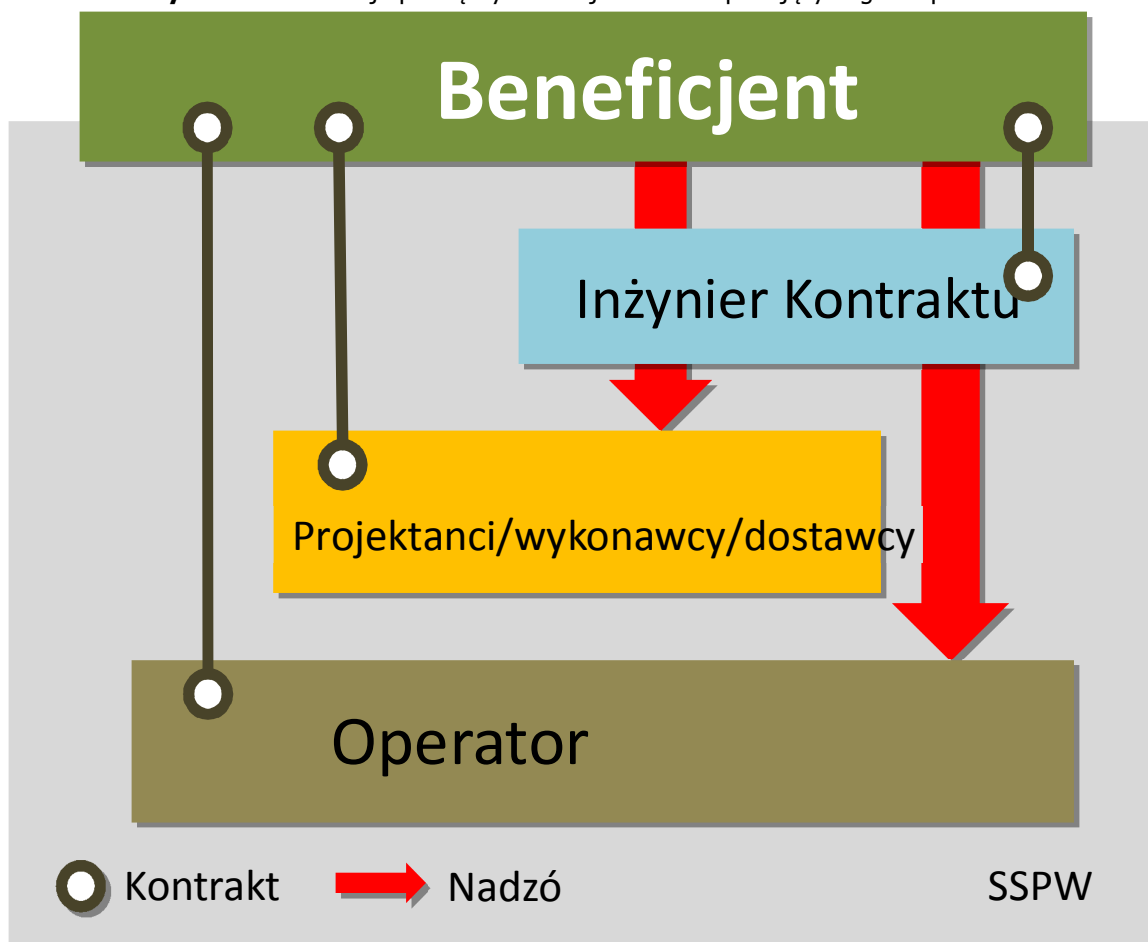 Beneficjent
Inżynier Kontraktu
Projektanci/wykonawcy/dostawcy
Operator
Kontrakt
Nadzó
SSPW